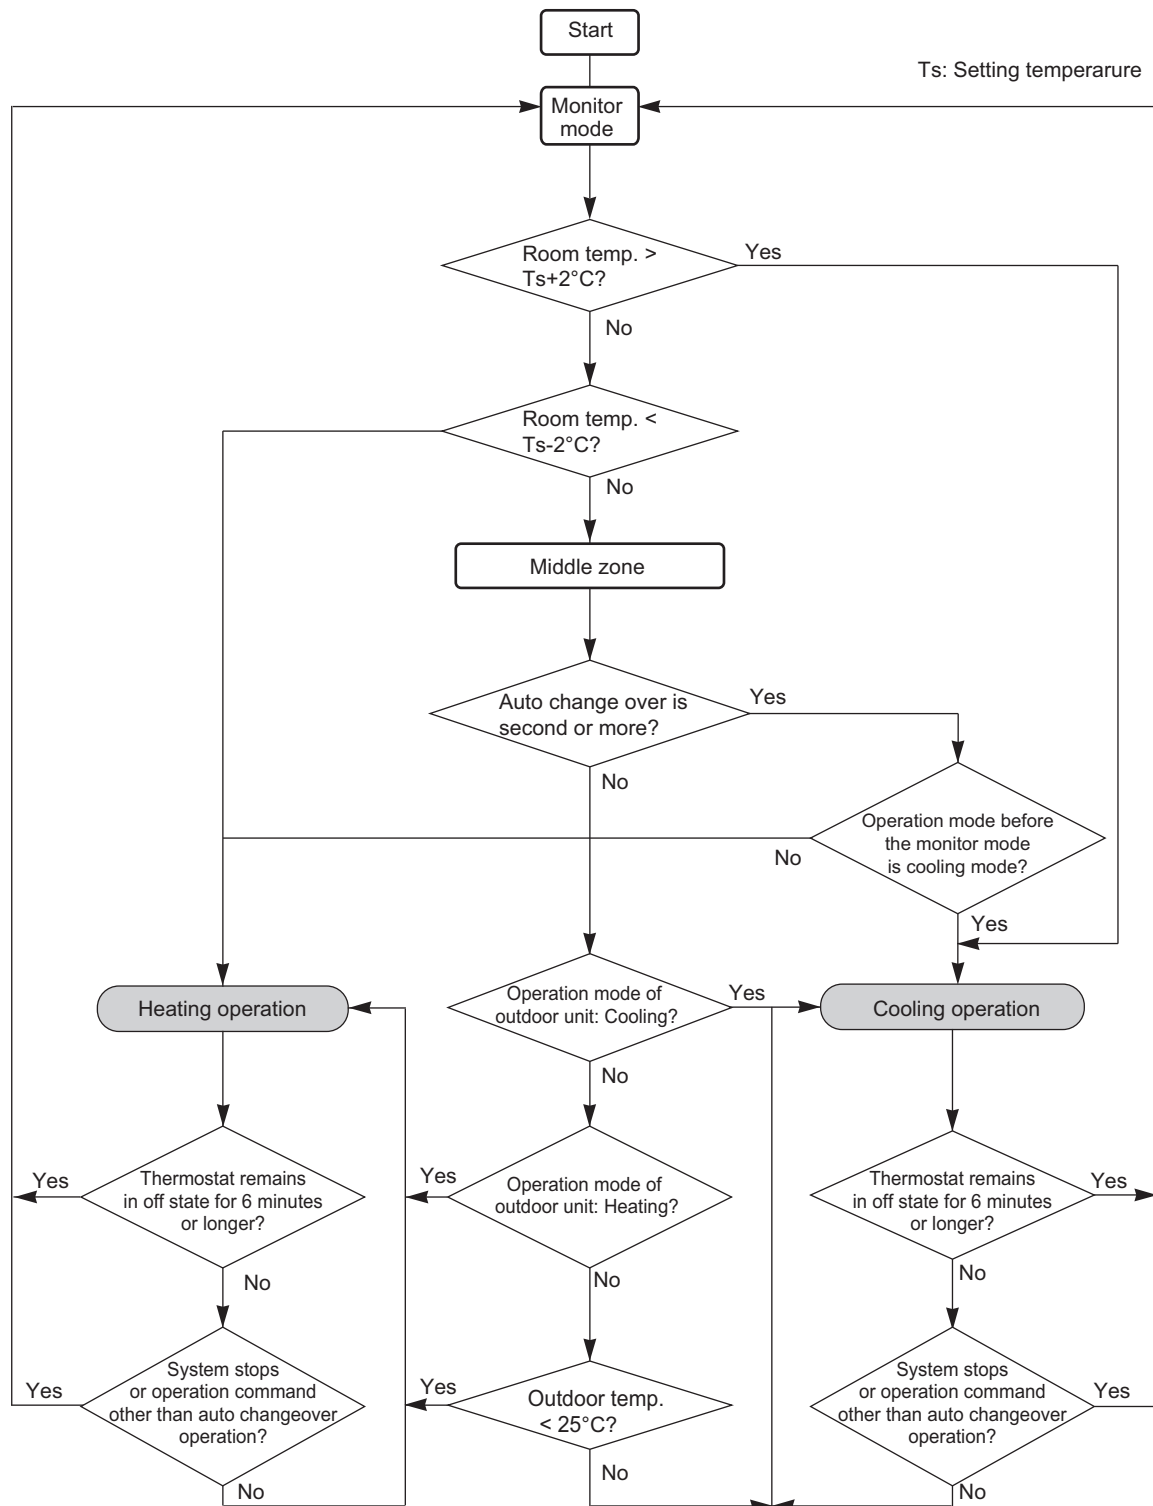 Start
Ts: Setting temperarure
Monitor
mode
Room temp. >
Ts+2°C?
Yes
No
Room temp. <
Ts-2°C?
No
Middle zone
Auto change over is
second or more?
Yes
No
Operation mode before
the monitor mode
is cooling mode?
No
Yes
Heating operation
Operation mode of
outdoor unit: Cooling?
Yes
Cooling operation
No
Yes
Thermostat remains
in off state for 6 minutes
or longer?
No
Yes
Operation mode of
outdoor unit: Heating?
No
Thermostat remains
in off state for 6 minutes
or longer?
Yes
No
Yes
System stops
or operation command
other than auto changeover
operation?
No
Yes
Outdoor temp.
< 25°C?
No
System stops
or operation command
other than auto changeover
operation?
Yes
No